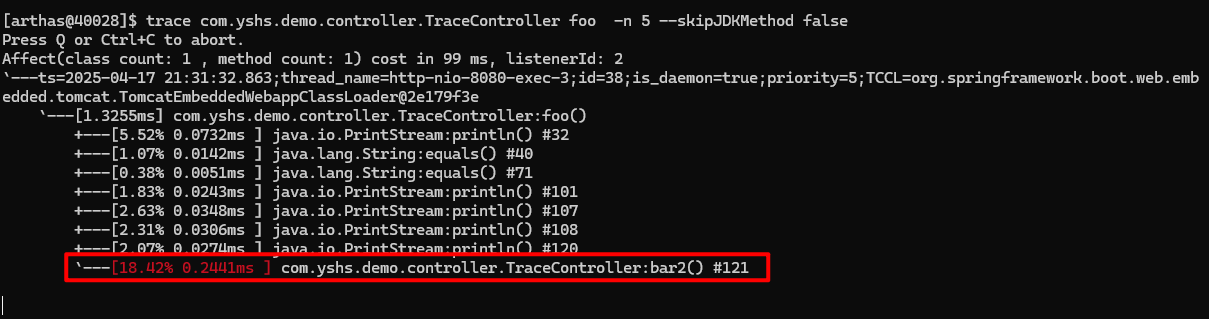 [arthas@40028]$ trace com.yshs.demo.controller.TraceController foo  -n 5 --skipJDKMethod false
Press Q or Ctrl+C to abort.
Affect(class count: 1 , method count: 1) cost in 99 ms, listenerId: 2
`---ts=2025-04-17 21:31:32.863;thread_name=http-nio-8080-exec-3;id=38;is_daemon=true;priority=5;TCCL=org.springframework.boot.web.emb
edded.tomcat.TomcatEmbeddedWebappClassLoader@2e179f3e
    `---[1.3255ms] com.yshs.demo.controller.TraceController:foo()
        +---[5.52% 0.0732ms ] java.io.PrintStream:println() #32
        +---[1.07% 0.0142ms ] java.lang.String:equals() #40
        +---[0.38% 0.0051ms ] java.lang.String:equals() #71
        +---[1.83% 0.0243ms ] java.io.PrintStream:println() #101
        +---[2.63% 0.0348ms ] java.io.PrintStream:println() #107
        +---[2.31% 0.0306ms ] java.io.PrintStream:println() #108
        +---[2.07% 0.0274ms ] java.io.PrintStream:println() #120
        `---[18.42% 0.2441ms ] com.yshs.demo.controller.TraceController:bar2() #121